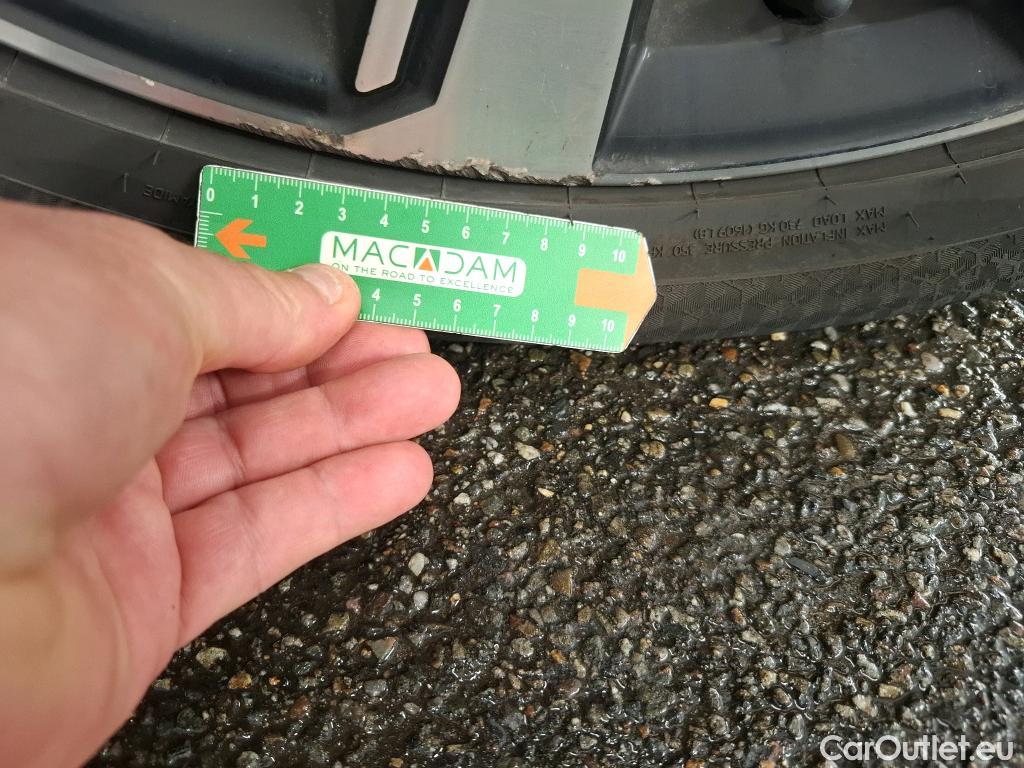 MAX LOAD 730 KG (1609 LB)
MAX INFLATION PRESSURE 350 K
0 1 2 3 4 5 6 7 8 9 10
MACADAM
ON THE ROAD TO EXCELLENCE
4 5 6 7 8 9 10
CarOutlet.eu